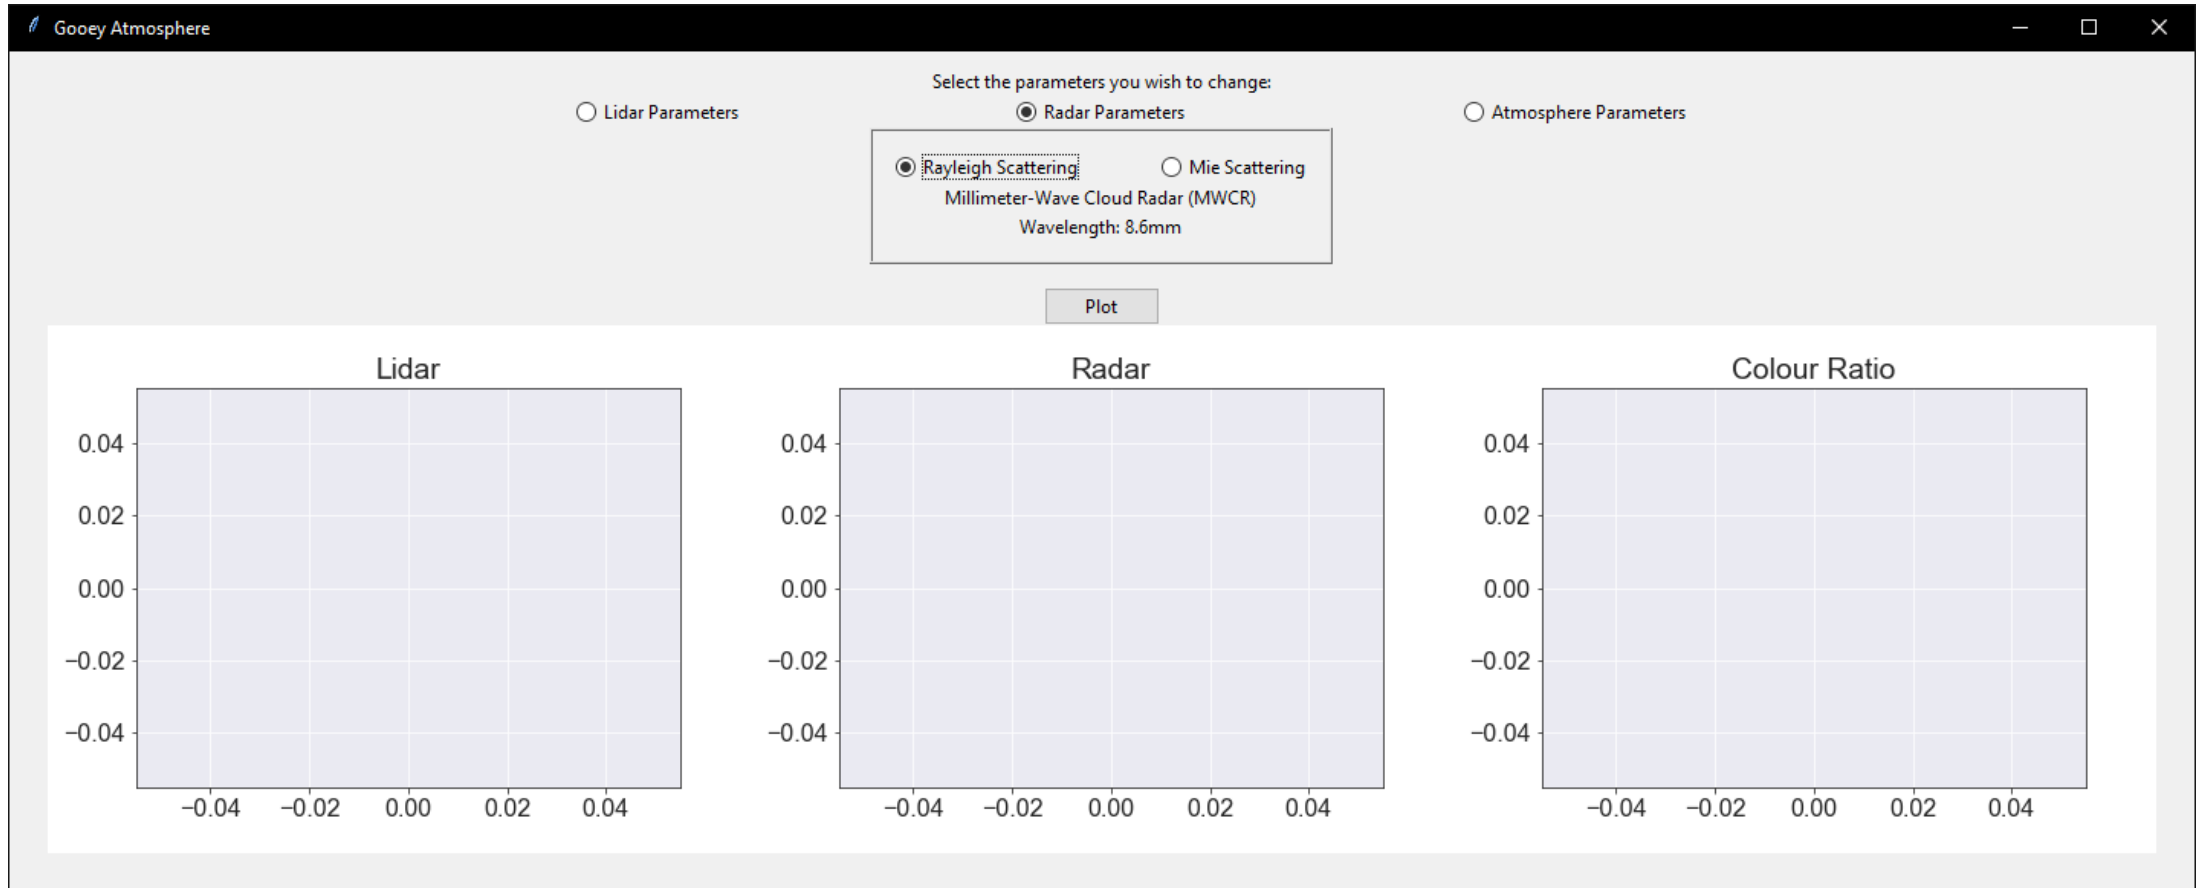 Gooey Atmosphere
Select the parameters you wish to change:
Lidar Parameters Radar Parameters Atmosphere Parameters
Rayleigh Scattering Mie Scattering
Millimeter-Wave Cloud Radar (MWCR)
Wavelength: 8.6mm
Plot
Lidar
0.04
0.02
0.00
−0.02
−0.04
−0.04 −0.02 0.00 0.02 0.04
Radar
0.04
0.02
0.00
−0.02
−0.04
−0.04 −0.02 0.00 0.02 0.04
Colour Ratio
0.04
0.02
0.00
−0.02
−0.04
−0.04 −0.02 0.00 0.02 0.04